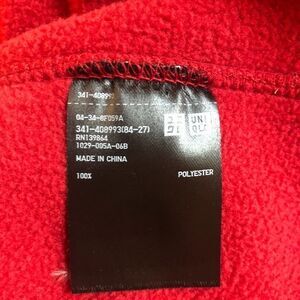 341-408993
04-34-8F059A
341-408993(84-27)
UNI
QLO
RN139864
1029-005A-06B
MADE IN CHINA
100% POLYESTER